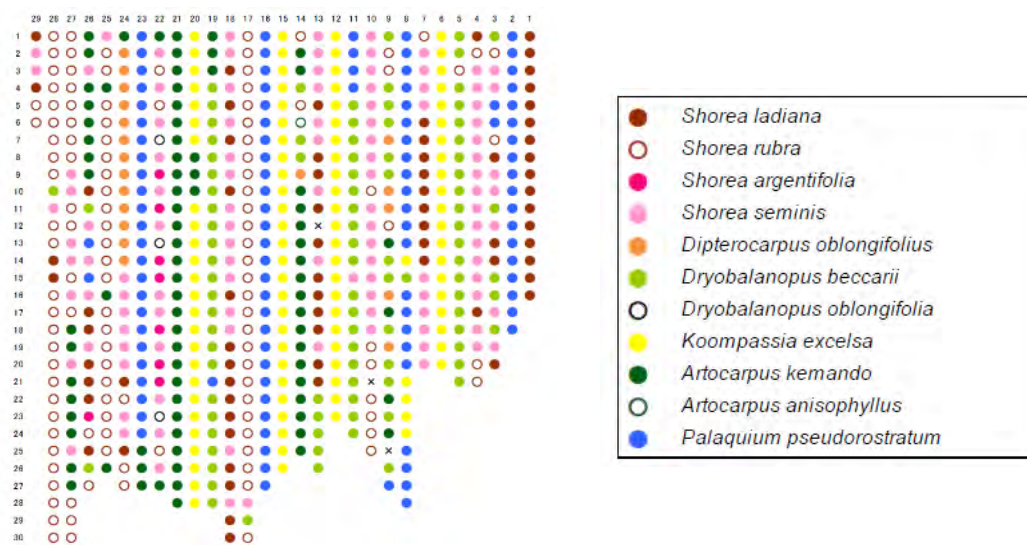 29 28 27 26 25 24 23 22 21 20 19 18 17 16 15 14 13 12 11 10 9 8 7 6 5 4 3 2 1
1
2
3
4
5
6
7
8
9
10
11
12
13
14
15
16
17
18
19
20
21
22
23
24
25
26
27
28
29
30
Shorea ladiana
Shorea rubra
Shorea argentifolia
Shorea seminis
Dipterocarpus oblongifolius
Dryobalanopus beccarii
Dryobalanopus oblongifolia
Koompassia excelsa
Artocarpus kemando
Artocarpus anisophyllus
Palaquium pseudorostratum